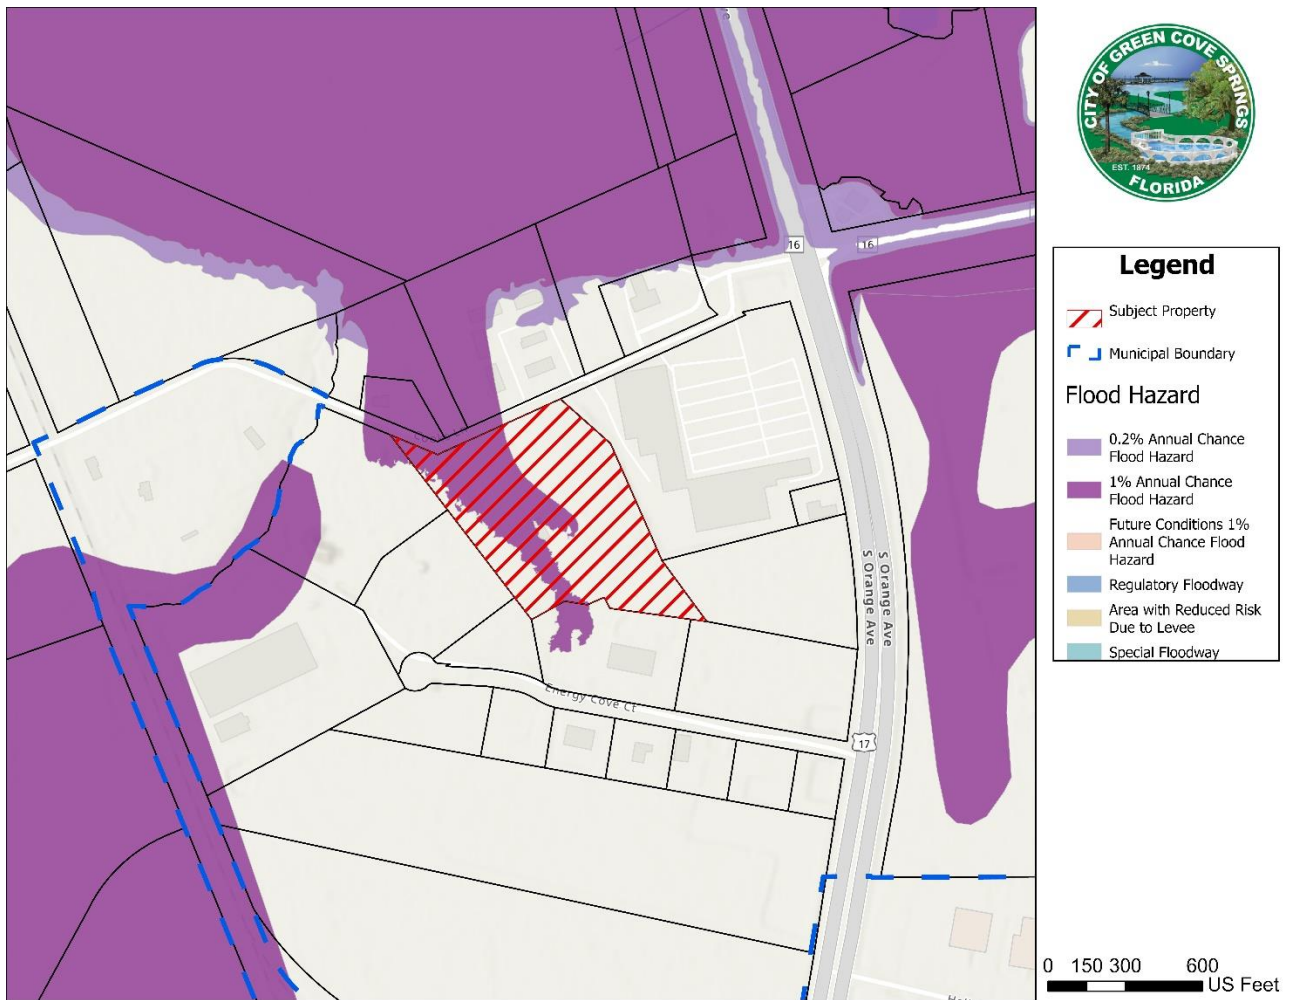 CITY OF GREEN COVE SPRINGS
EST. 1874
FLORIDA
16
16
S Orange Ave
S Orange Ave
Energy Cove Ct
17
Legend
Subject Property
Municipal Boundary
Flood Hazard
0.2% Annual Chance
Flood Hazard
1% Annual Chance
Flood Hazard
Future Conditions 1%
Annual Chance Flood
Hazard
Regulatory Floodway
Area with Reduced Risk
Due to Levee
Special Floodway
0 150 300 600
US Feet